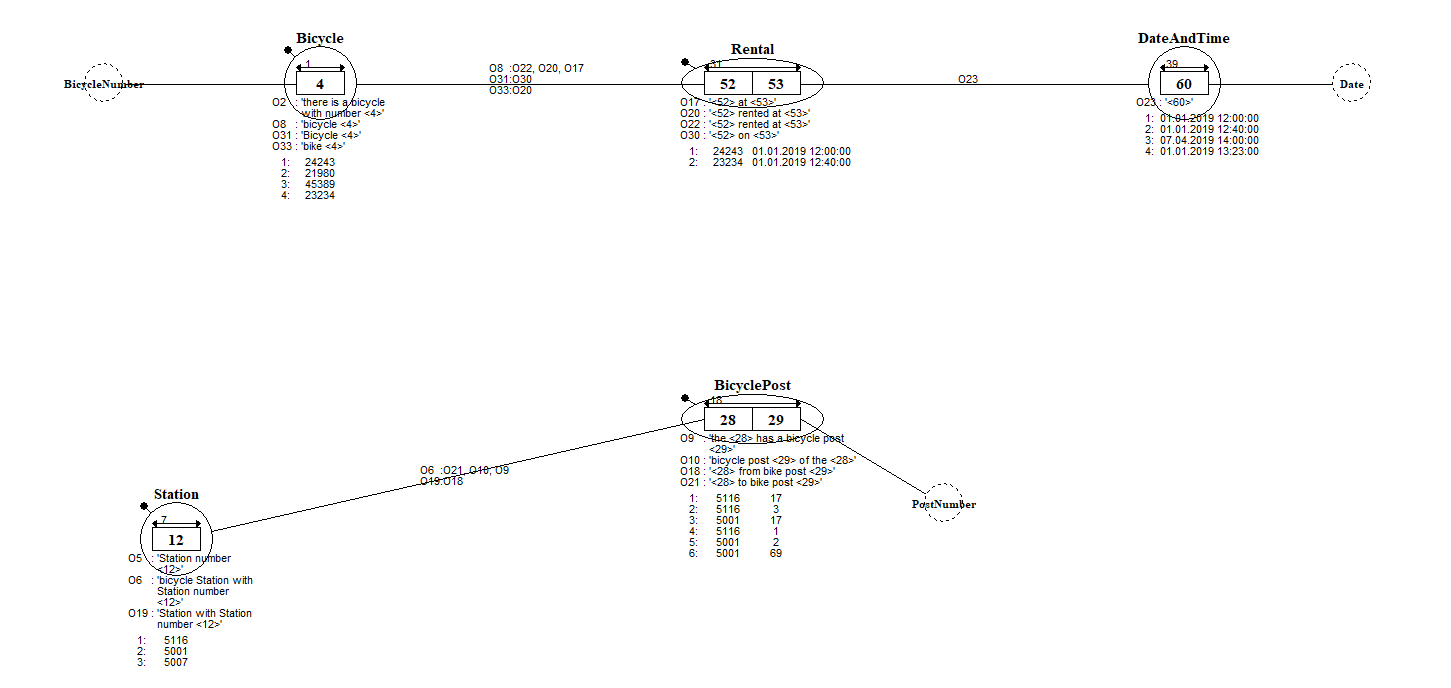 Bicycle
BicycleNumber
1
4
O2 : 'there is a bicycle
with number <4>'
O8 : 'bicycle <4>'
O31 : 'Bicycle <4>'
O33 : 'bike <4>'
1: 24243
2: 21980
3: 45389
4: 23234
O8 :O22, O20, O17
O31:O30
O33:O20
Rental
31
52 53
O17 : '<52> at <53>'
O20 : '<52> rented at <53>'
O22 : '<52> rented at <53>'
O30 : '<52> on <53>'
1: 24243 01.01.2019 12:00:00
2: 23234 01.01.2019 12:40:00
O23
DateAndTime
39
60
Date
O23 : '<60>'
1: 01.01.2019 12:00:00
2: 01.01.2019 12:40:00
3: 07.04.2019 14:00:00
4: 01.01.2019 13:23:00
BicyclePost
18
28 29
O9 : 'the <28> has a bicycle post
<29>'
O10 : 'bicycle post <29> of the <28>'
O18 : '<28> from bike post <29>'
O21 : '<28> to bike post <29>'
1: 5116 17
2: 5116 3
3: 5001 17
4: 5116 1
5: 5001 2
6: 5001 69
PostNumber
O6 :O21, O10, O9
O19:O18
Station
7
12
O5 : 'Station number
<12>'
O6 : 'bicycle Station with
Station number
<12>'
O19 : 'Station with Station
number <12>'
1: 5116
2: 5001
3: 5007